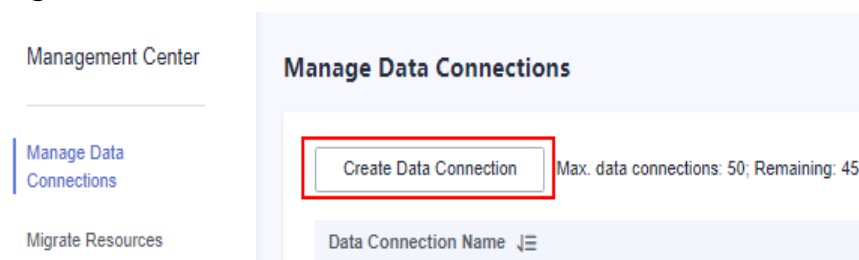 Management Center
Manage Data Connections
Manage Data
Connections
Create Data Connection
Max. data connections: 50; Remaining: 45
Migrate Resources
Data Connection Name